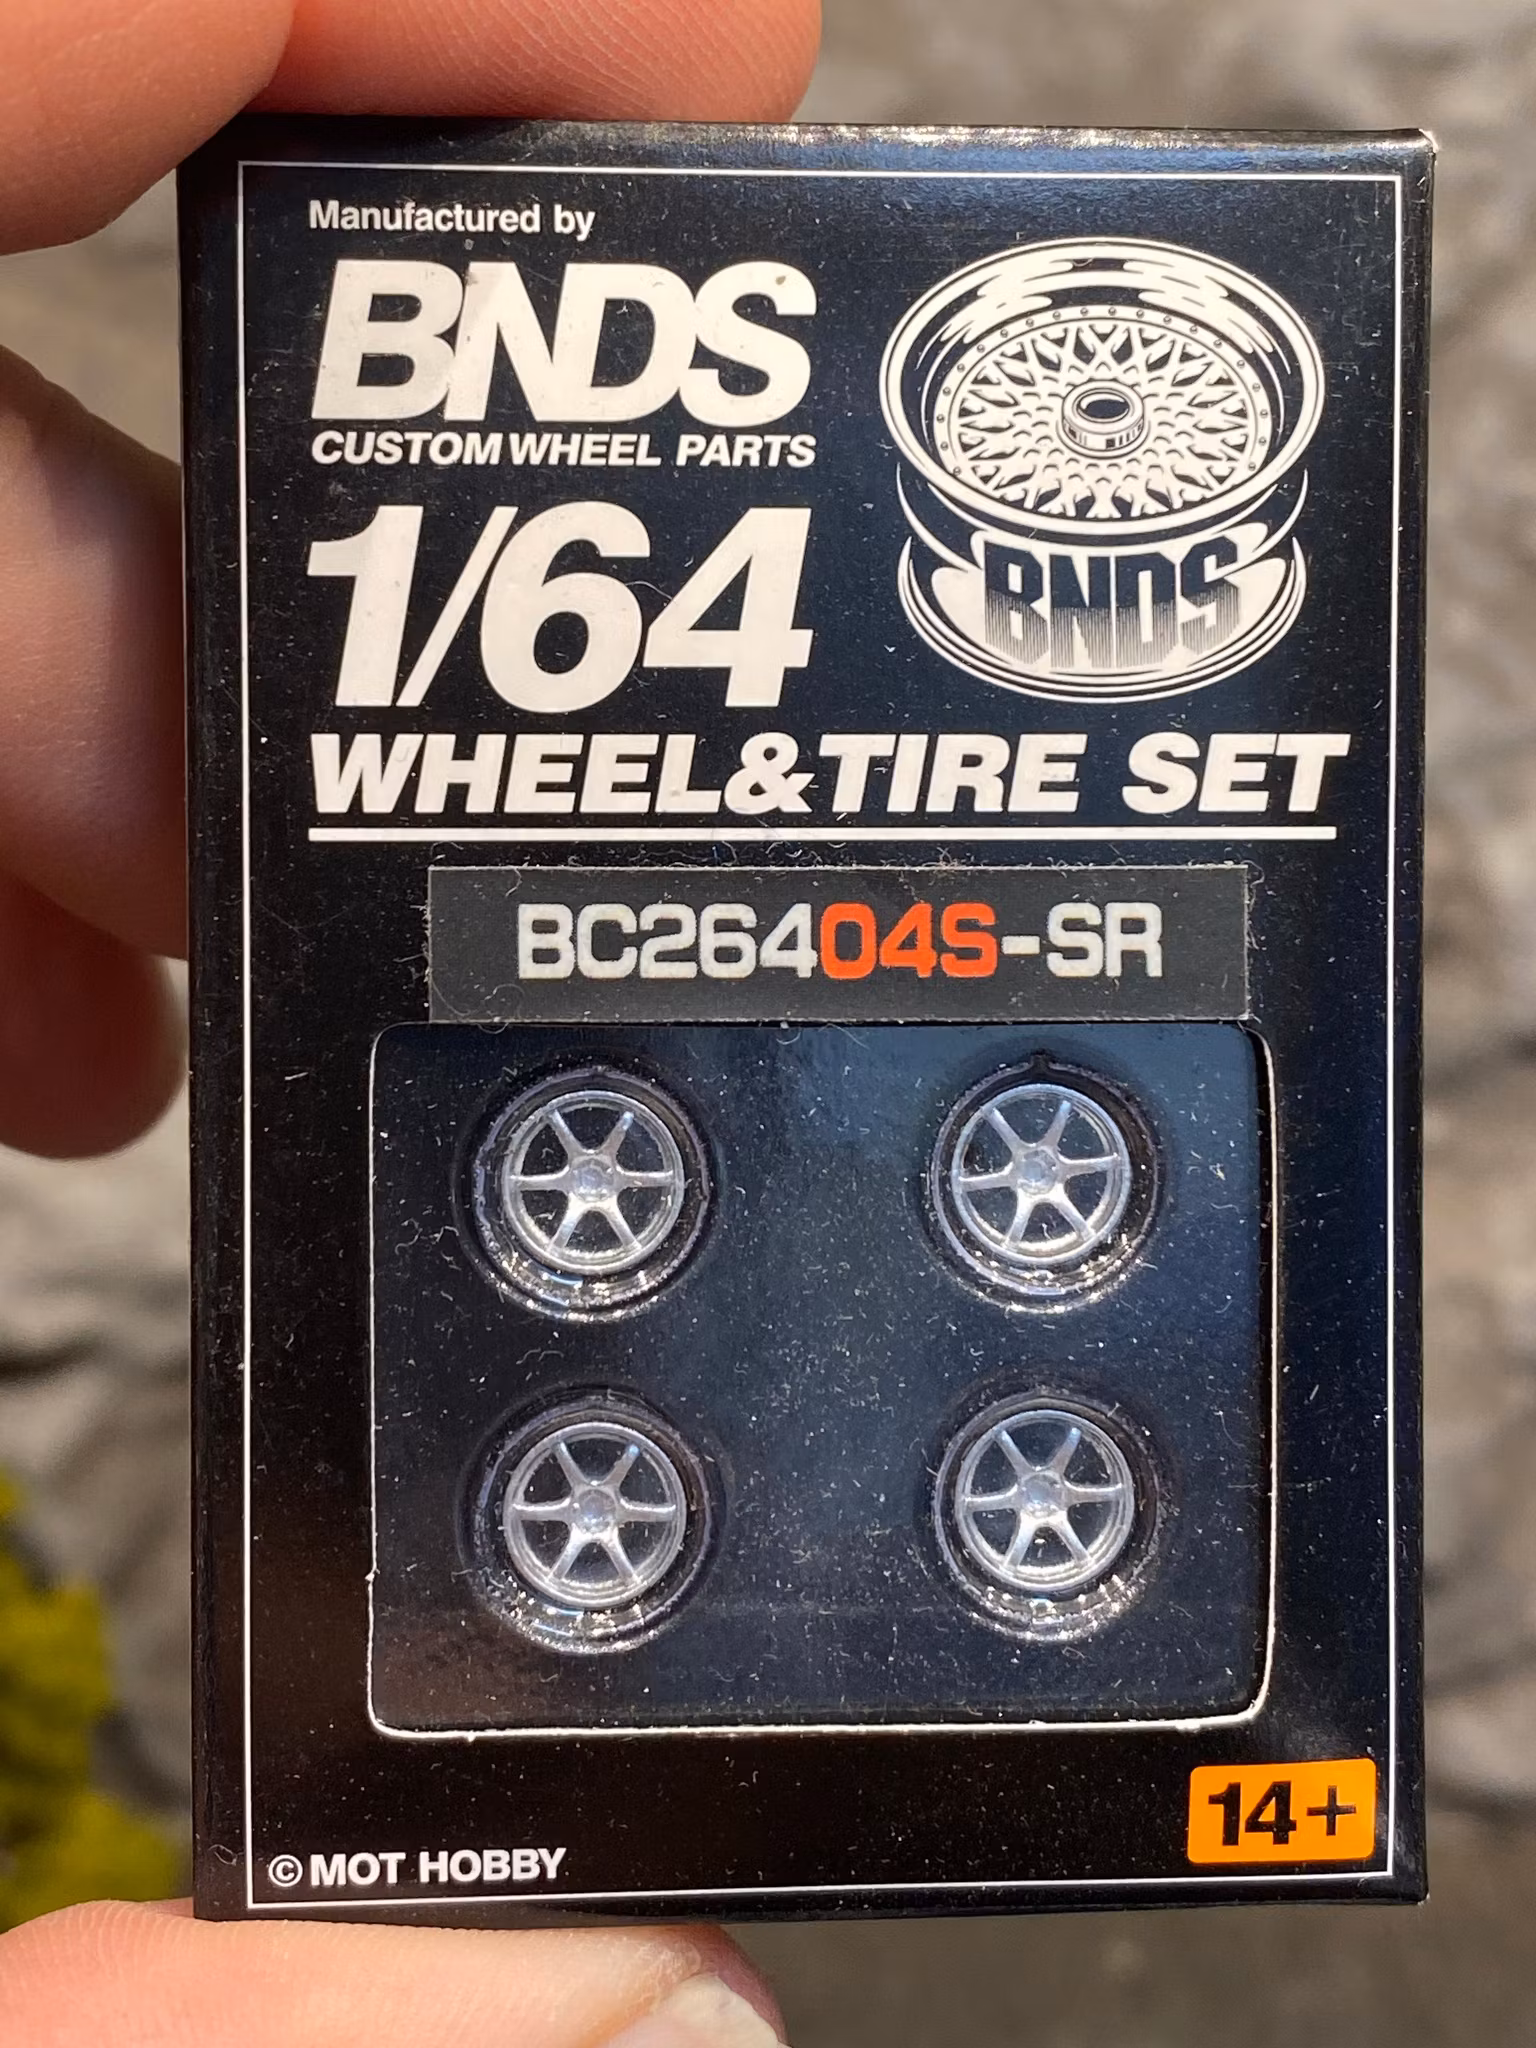 Manufactured by
BNDS
CUSTOM WHEEL PARTS
1/64
BNDS
WHEEL&TIRE SET
BC26404S-SR
14+
© MOT HOBBY